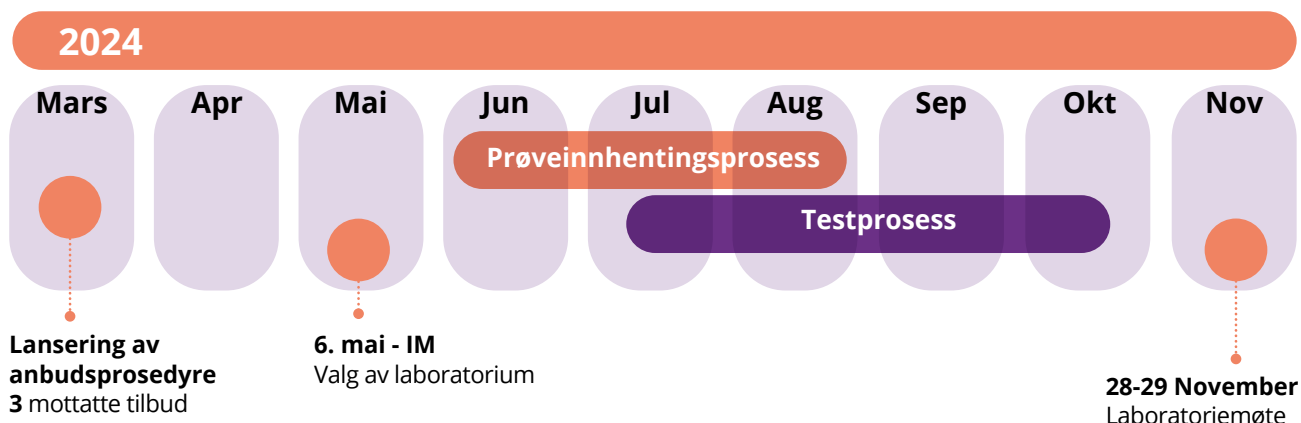 2024
Mars Apr Mai Jun Jul Aug Sep Okt Nov
Prøveinnhentingsprosess
Testprosess
Lansering av
anbudsprosedyre
3 mottatte tilbud
6. mai - IM
Valg av laboratorium
28-29 November
Laboratoriemøte